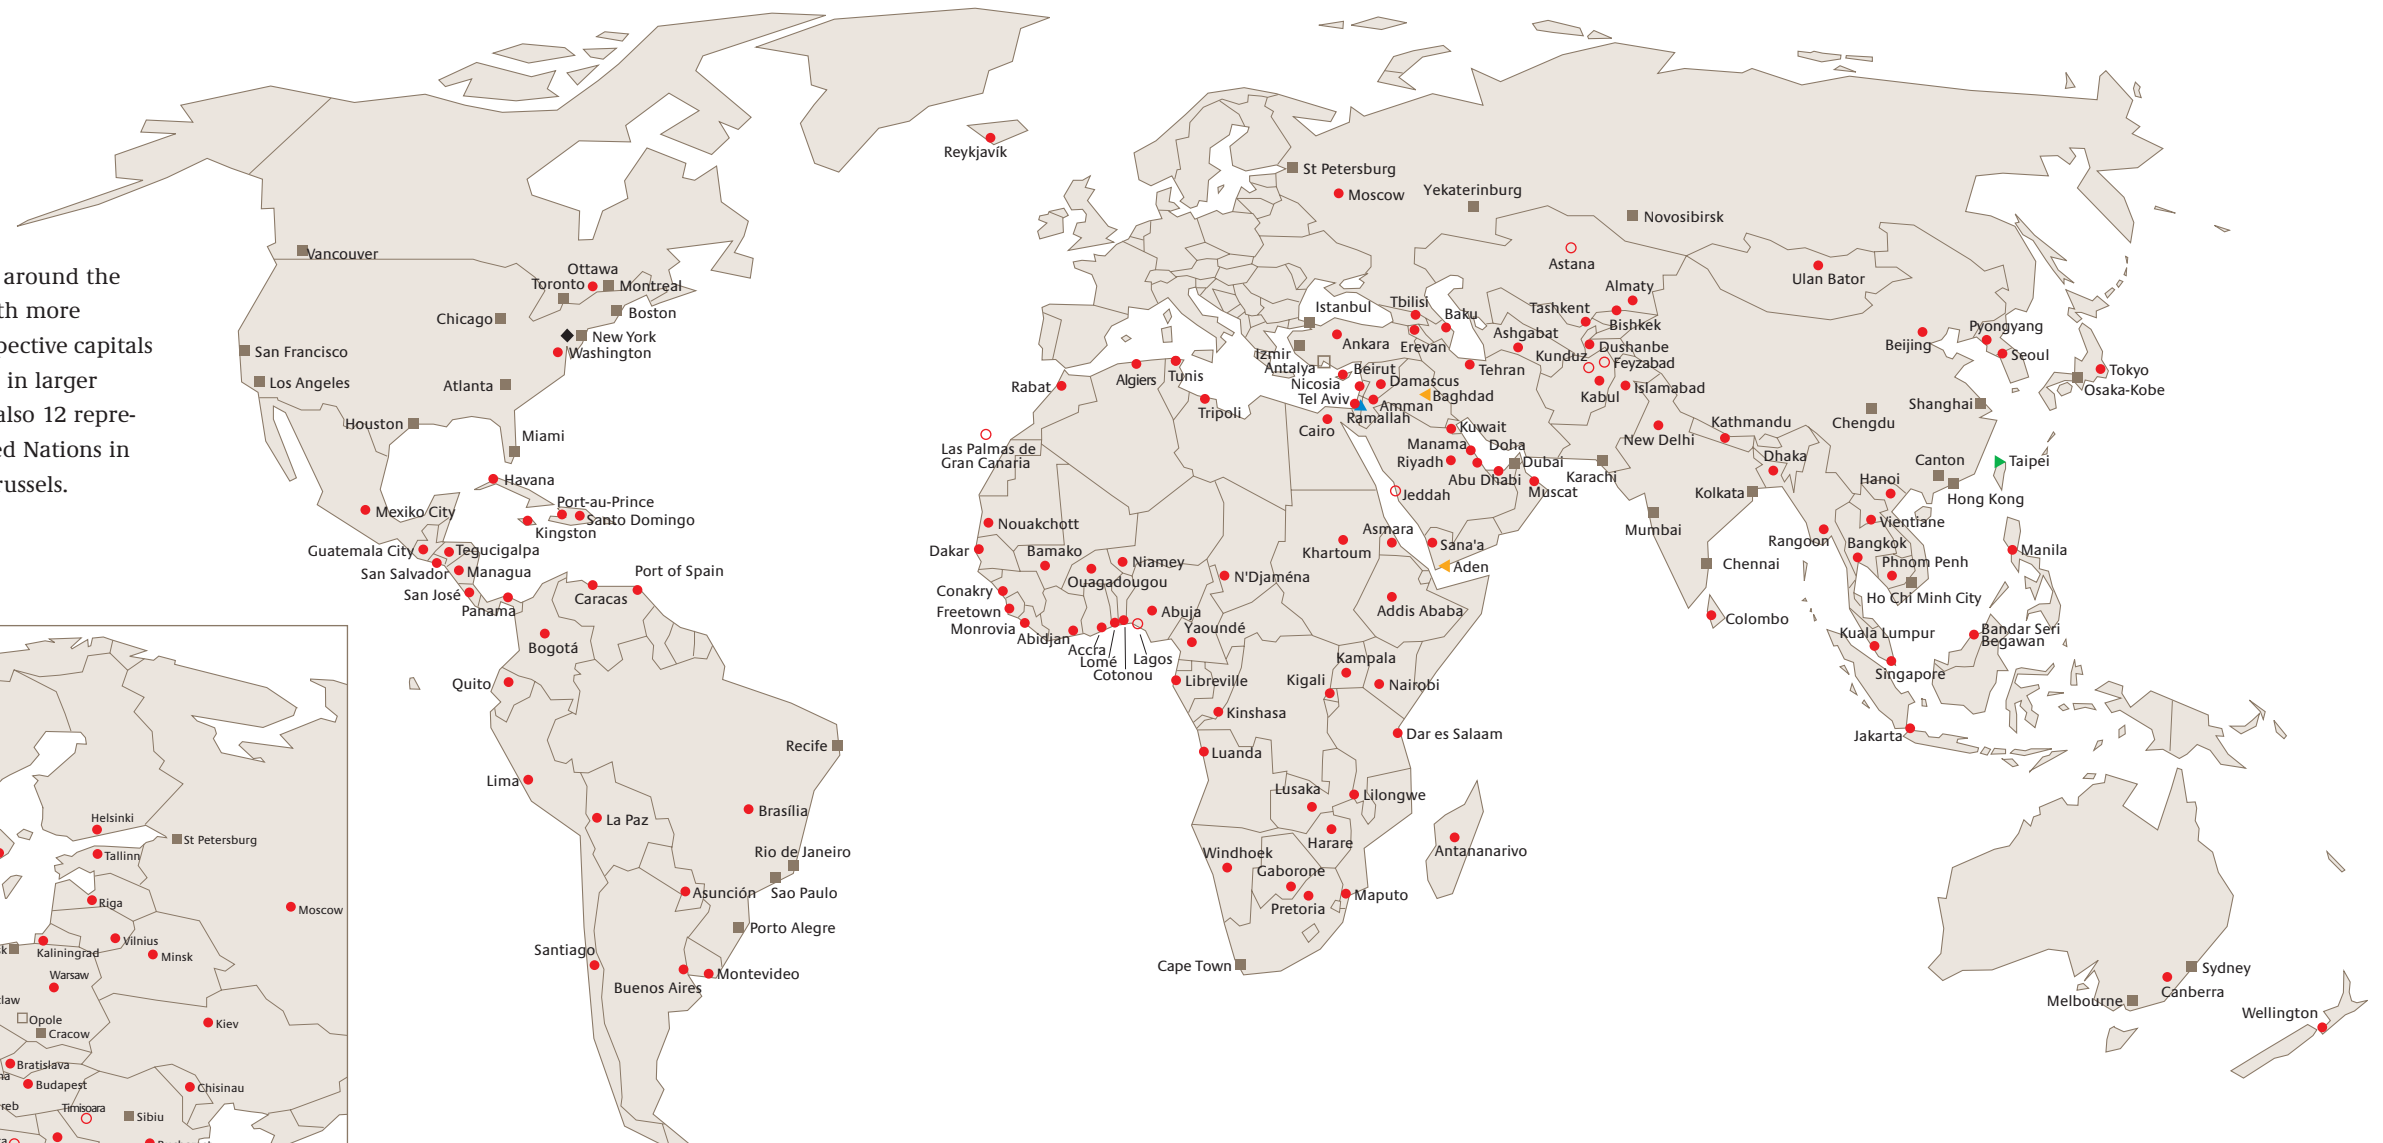 around the
th more
pective capitals
in larger
also 12 repre-
ed Nations in
russels.
Reykjavík
Vancouver
Ottawa
Toronto
Montreal
Boston
Chicago
New York
Washington
San Francisco
Los Angeles
Atlanta
Houston
Miami
Havana
Port-au-Prince
Santo Domingo
Kingston
Mexiko City
Guatemala City
Tegucigalpa
San Salvador
Managua
San José
Panama
Port of Spain
Caracas
Bogotá
Quito
Recife
Lima
La Paz
Brasília
Rio de Janeiro
Sao Paulo
Asunción
Porto Alegre
Santiago
Buenos Aires
Montevideo
St Petersburg
Moscow
Yekaterinburg
Novosibirsk
Astana
Ulan Bator
Almaty
Tashkent
Bishkek
Istanbul
Tbilisi
Baku
Ankara
Erevan
Ashgabat
Dushanbe
Kunduz
Feyzabad
Izmir
Antalya
Beirut
Tehran
Nicosia
Damascus
Tel Aviv
Baghdad
Amman
Ramallah
Kabul
Islamabad
Cairo
Kuwait
Manama
Doha
Riyadh
Dubai
Abu Dhabi
Muscat
Karachi
Jeddah
New Delhi
Kathmandu
Dhaka
Kolkata
Mumbai
Chennai
Colombo
Beijing
Pyongyang
Seoul
Tokyo
Osaka-Kobe
Shanghai
Chengdu
Canton
Taipei
Hong Kong
Hanoi
Vientiane
Rangoon
Bangkok
Phnom Penh
Ho Chi Minh City
Manila
Kuala Lumpur
Bandar Seri
Begawan
Singapore
Jakarta
Rabat
Algiers
Tunis
Tripoli
Las Palmas de
Gran Canaria
Nouakchott
Dakar
Bamako
Niamey
Ouagadougou
N'Djaména
Khartoum
Asmara
Sana'a
Aden
Addis Ababa
Conakry
Freetown
Monrovia
Abidjan
Accra
Lomé
Cotonou
Lagos
Abuja
Yaoundé
Libreville
Kampala
Kigali
Nairobi
Kinshasa
Dar es Salaam
Luanda
Lusaka
Lilongwe
Harare
Antananarivo
Windhoek
Gaborone
Pretoria
Maputo
Cape Town
Sydney
Canberra
Melbourne
Wellington
Helsinki
St Petersburg
Tallinn
Riga
Moscow
Vilnius
Kaliningrad
Minsk
Warsaw
law
Opole
Cracow
Kiev
Bratislava
na
Budapest
Chisinau
reb
Timisoara
Sibiu